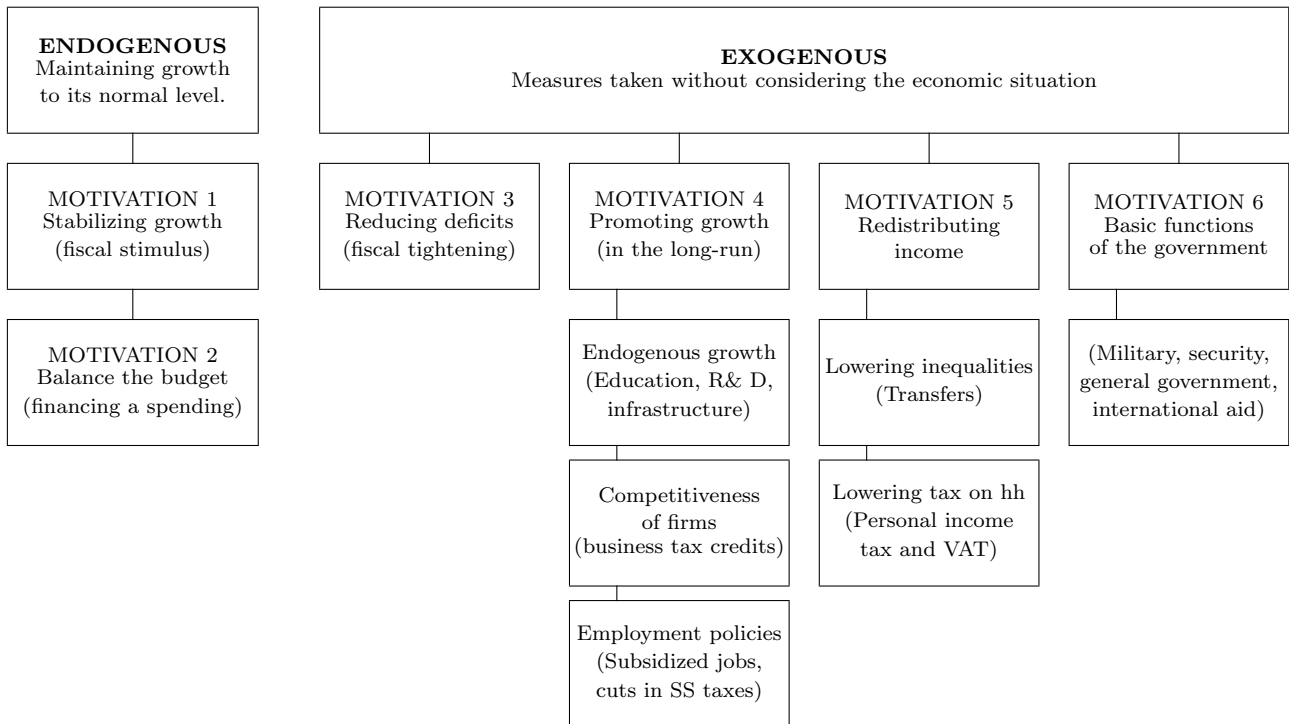 ENDOGENOUS
Maintaining growth
to its normal level.
EXOGENOUS
Measures taken without considering the economic situation
MOTIVATION 1
Stabilizing growth
(fiscal stimulus)
MOTIVATION 3
Reducing deficits
(fiscal tightening)
MOTIVATION 4
Promoting growth
(in the long-run)
MOTIVATION 5
Redistributing
income
MOTIVATION 6
Basic functions
of the government
MOTIVATION 2
Balance the budget
(financing a spending)
Endogenous growth
(Education, R& D,
infrastructure)
Lowering inequalities
(Transfers)
(Military, security,
general government,
international aid)
Competitiveness
of firms
(business tax credits)
Lowering tax on hh
(Personal income
tax and VAT)
Employment policies
(Subsidized jobs,
cuts in SS taxes)